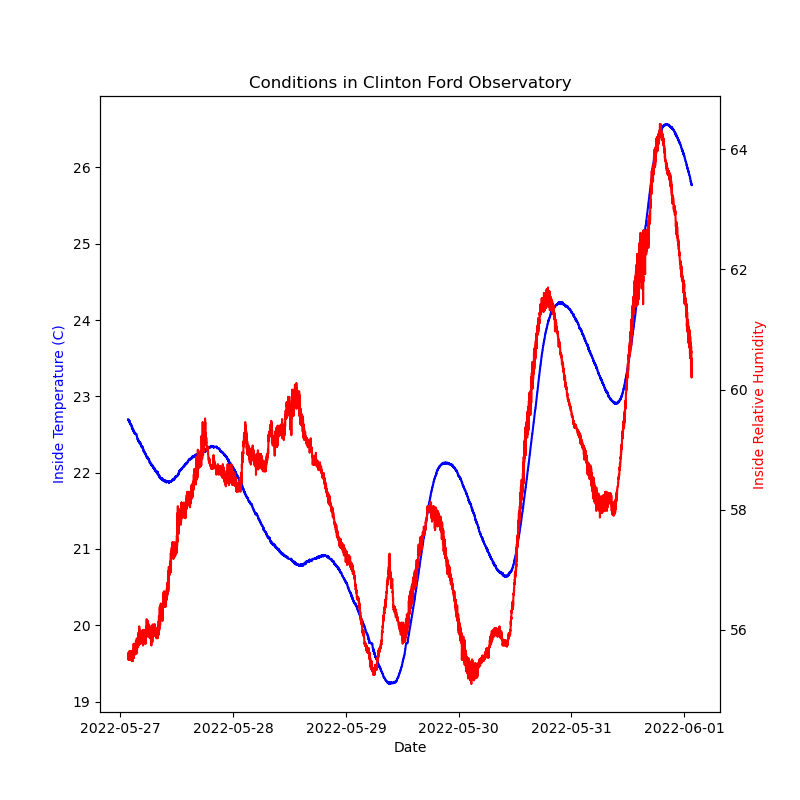 Conditions in Clinton Ford Observatory
Inside Temperature (C)
26
25
24
23
22
21
20
19
64
62
60
58
56
Inside Relative Humidity
2022-05-27 2022-05-28 2022-05-29 2022-05-30 2022-05-31 2022-06-01
Date